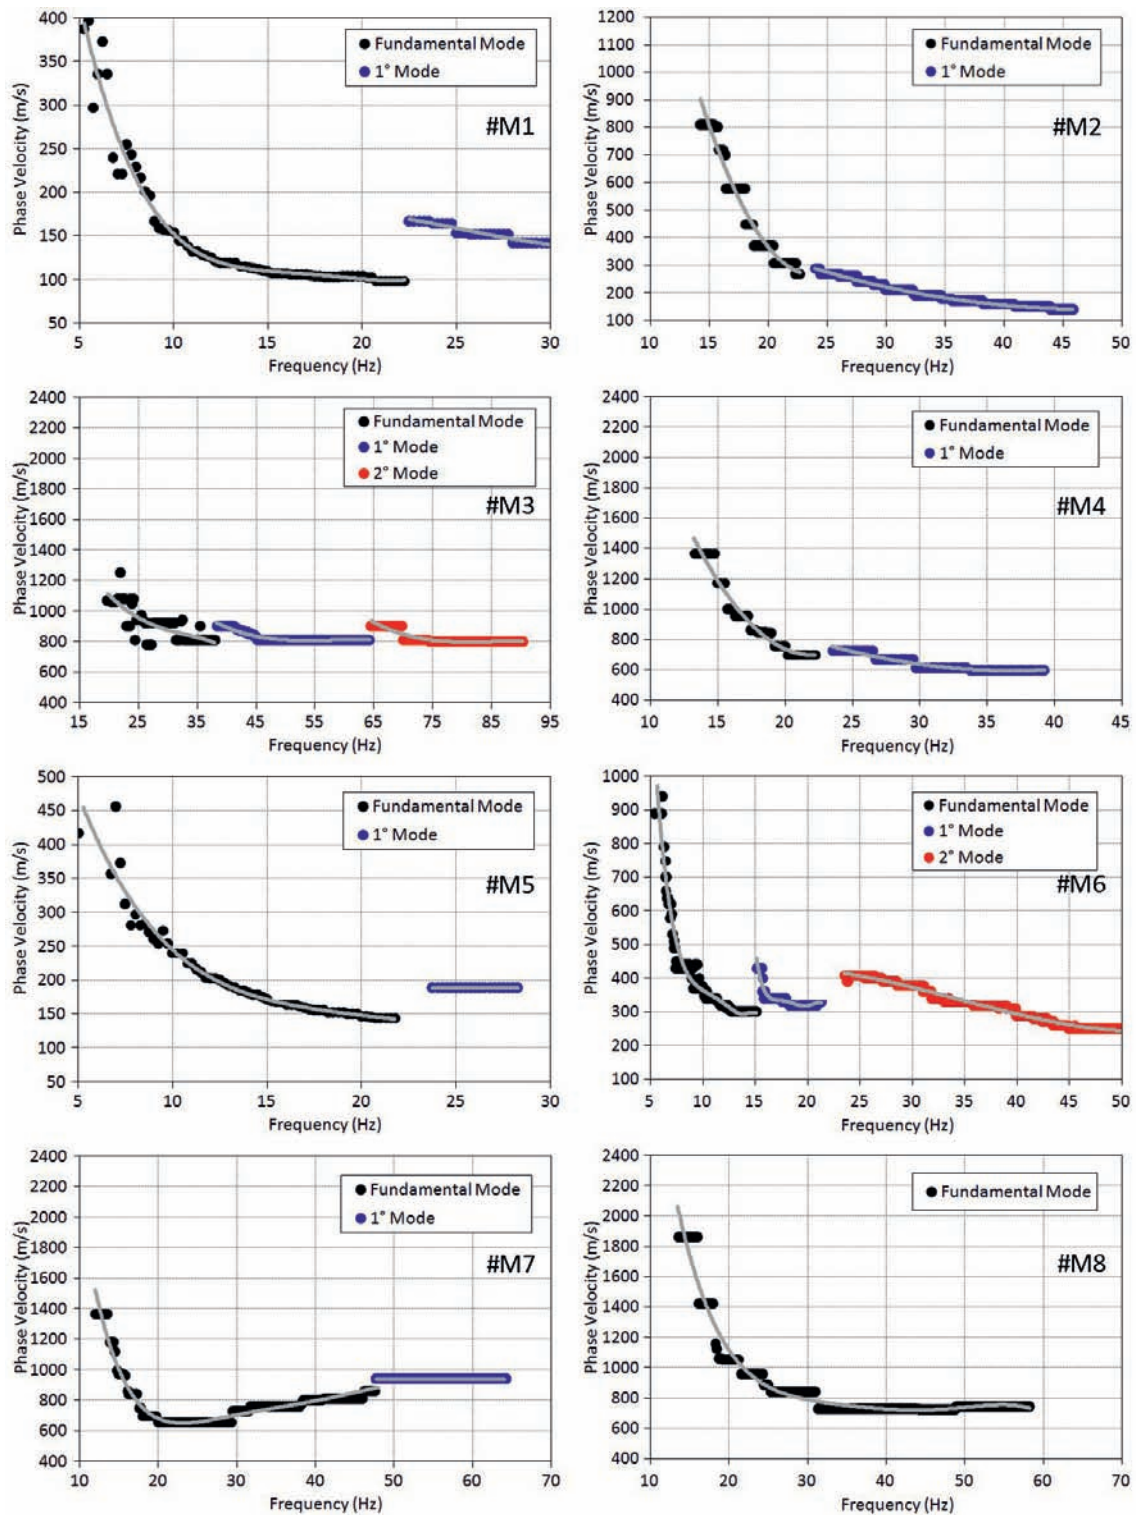 400
350
300
250
200
150
100
50
Phase Velocity (m/s)
Fundamental Mode
1° Mode
#M1
5 10 15 20 25 30
Frequency (Hz)
1200
1100
1000
900
800
700
600
500
400
300
200
100
Phase Velocity (m/s)
Fundamental Mode
1° Mode
#M2
10 15 20 25 30 35 40 45 50
Frequency (Hz)
2400
2200
2000
1800
1600
1400
1200
1000
800
600
400
Phase Velocity (m/s)
Fundamental Mode
1° Mode
2° Mode
#M3
15 25 35 45 55 65 75 85 95
Frequency (Hz)
2400
2200
2000
1800
1600
1400
1200
1000
800
600
400
Phase Velocity (m/s)
Fundamental Mode
1° Mode
#M4
10 15 20 25 30 35 40 45
Frequency (Hz)
500
450
400
350
300
250
200
150
100
50
Phase Velocity (m/s)
Fundamental Mode
1° Mode
#M5
5 10 15 20 25 30
Frequency (Hz)
1000
900
800
700
600
500
400
300
200
100
Phase Velocity (m/s)
Fundamental Mode
1° Mode
2° Mode
#M6
5 10 15 20 25 30 35 40 45 50
Frequency (Hz)
2400
2200
2000
1800
1600
1400
1200
1000
800
600
400
Phase Velocity (m/s)
Fundamental Mode
1° Mode
#M7
10 20 30 40 50 60 70
Frequency (Hz)
2400
2200
2000
1800
1600
1400
1200
1000
800
600
400
Phase Velocity (m/s)
Fundamental Mode
#M8
10 20 30 40 50 60 70
Frequency (Hz)